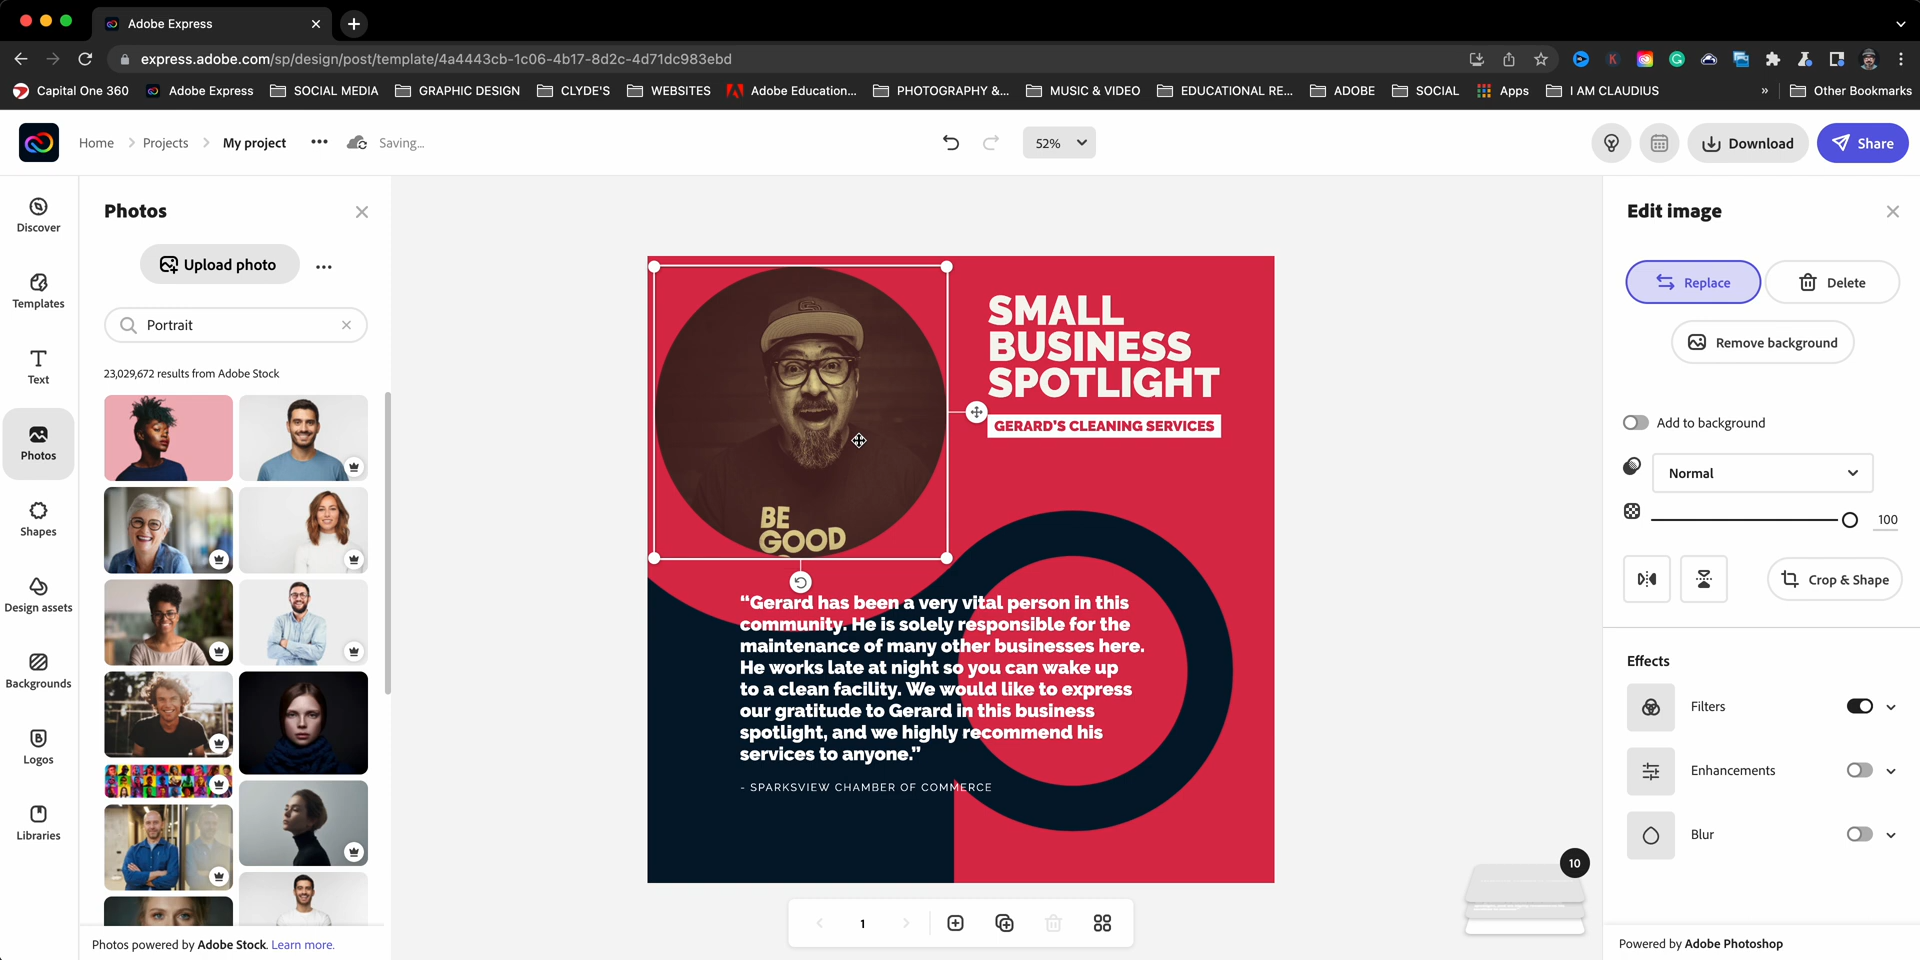 Adobe Express
express.adobe.com/sp/design/post/template/4a4443cb-1c06-4b17-8d2c-4d71dc983ebd
Capital One 360
Adobe Express
SOCIAL MEDIA
GRAPHIC DESIGN
CLYDE'S
WEBSITES
Adobe Education...
PHOTOGRAPHY &...
MUSIC & VIDEO
EDUCATIONAL RE...
ADOBE
SOCIAL
Apps
I AM CLAUDIUS
»
Other Bookmarks
Home
Projects
My project
Saving...
52%
Download
Share
Discover
Templates
Text
Photos
Shapes
Design assets
Backgrounds
Logos
Libraries
Photos
Upload photo
Portrait
23,029,672 results from Adobe Stock
Photos powered by Adobe Stock. Learn more.
BE
GOOD
SMALL
BUSINESS
SPOTLIGHT
GERARD'S CLEANING SERVICES
“Gerard has been a very vital person in this
community. He is solely responsible for the
maintenance of many other businesses here.
He works late at night so you can wake up
to a clean facility. We would like to express
our gratitude to Gerard in this business
spotlight, and we highly recommend his
services to anyone.”
- SPARKSVIEW CHAMBER OF COMMERCE
1
10
Edit image
Replace
Delete
Remove background
Add to background
Normal
100
Crop & Shape
Effects
Filters
Enhancements
Blur
Powered by Adobe Photoshop